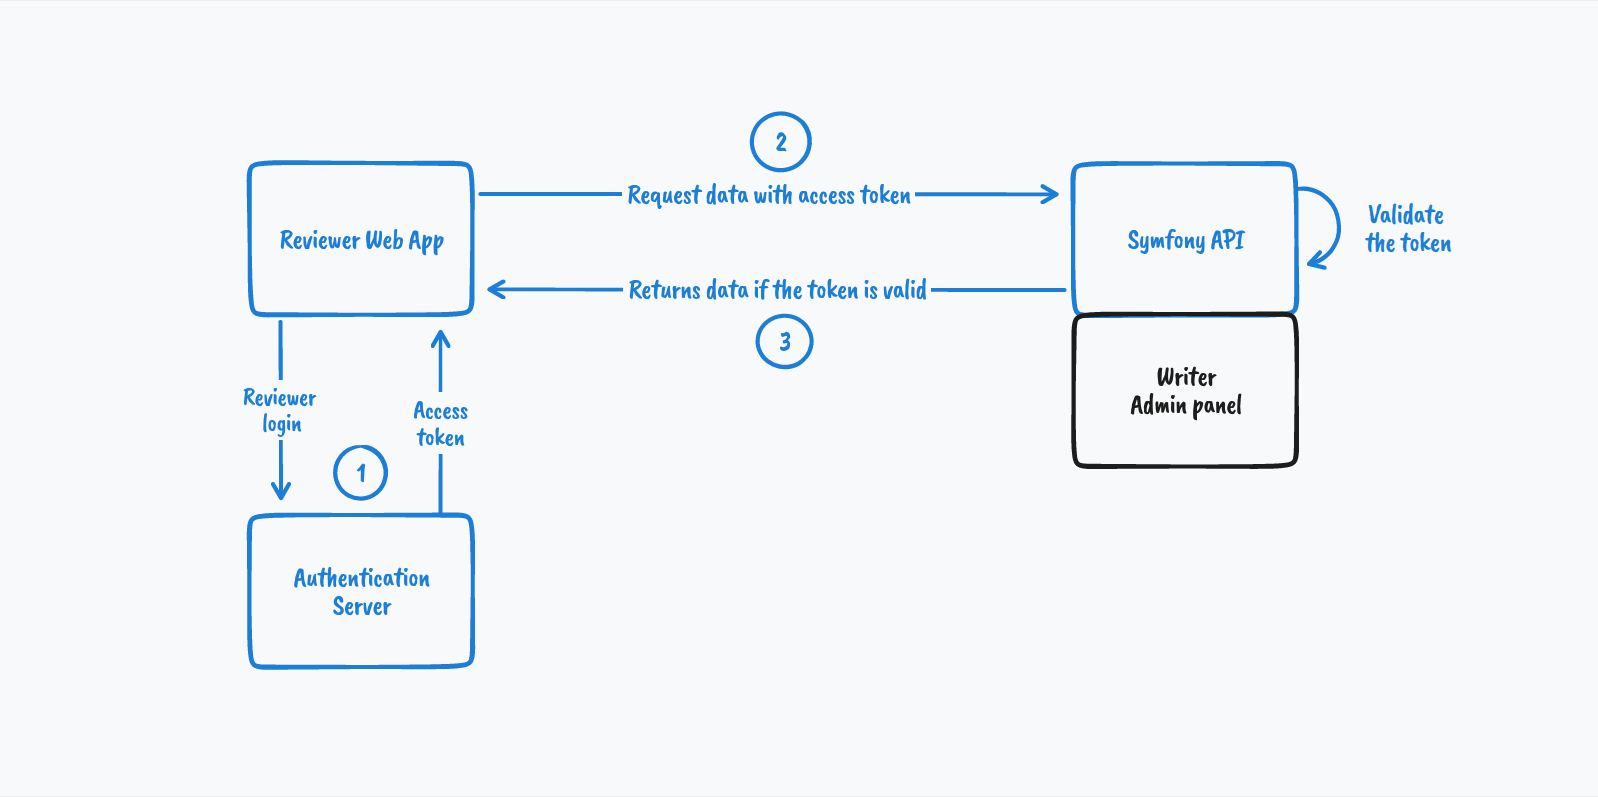 2
Request data with access token
Reviewer Web App
Symfony API
Validate
the token
Returns data if the token is valid
3
Writer
Admin panel
Reviewer
login
Access
token
1
Authentication
Server